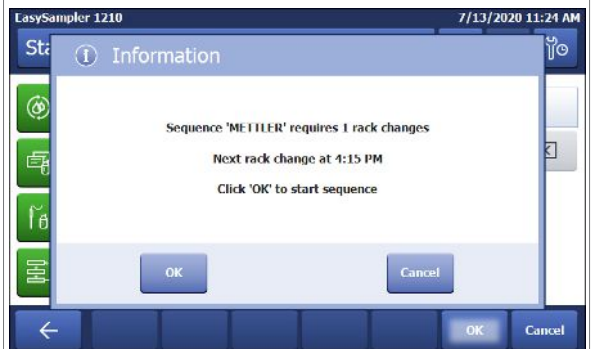 EasySampler 1210
7/13/2020 11:24 AM
Sta
Information
Sequence 'METTLER' requires 1 rack changes
Next rack change at 4:15 PM
Click 'OK' to start sequence
OK
Cancel
OK
Cancel